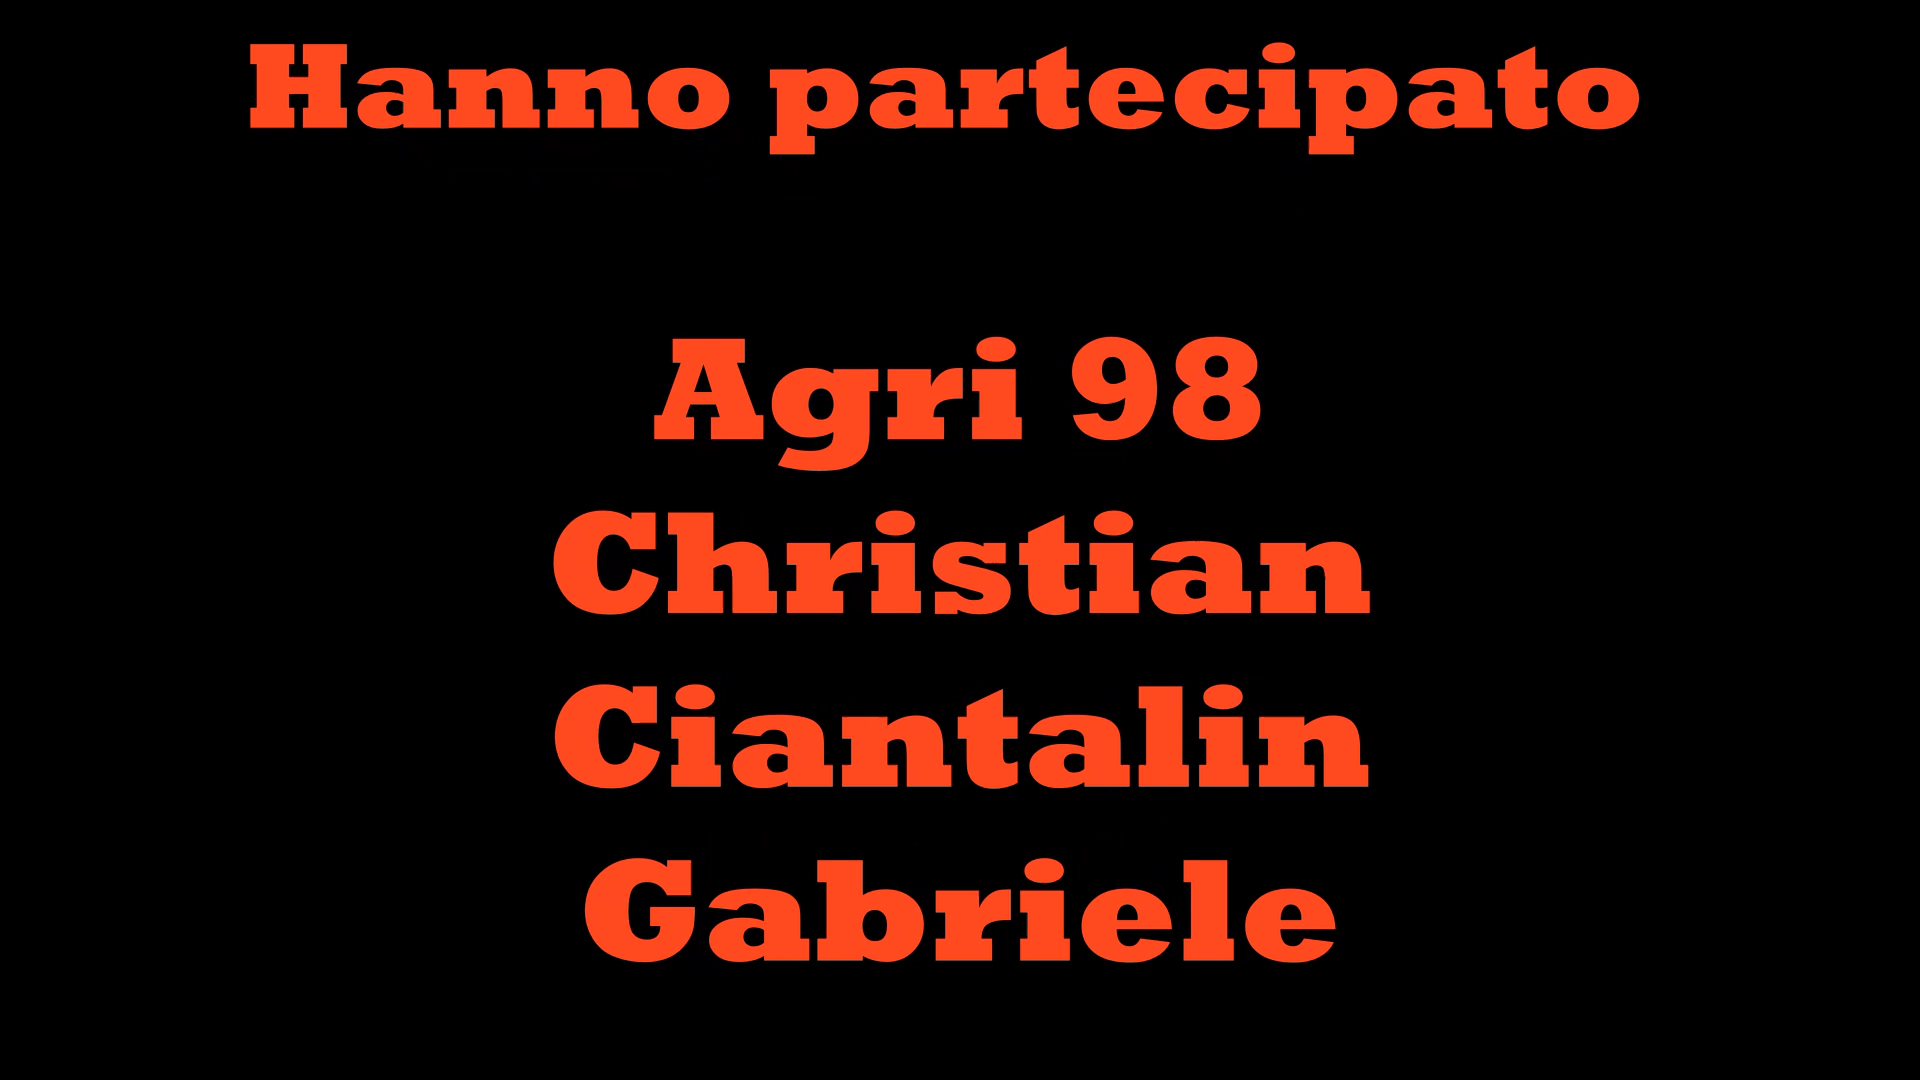 Hanno partecipato
Agri 98
Christian
Ciantalin
Gabriele